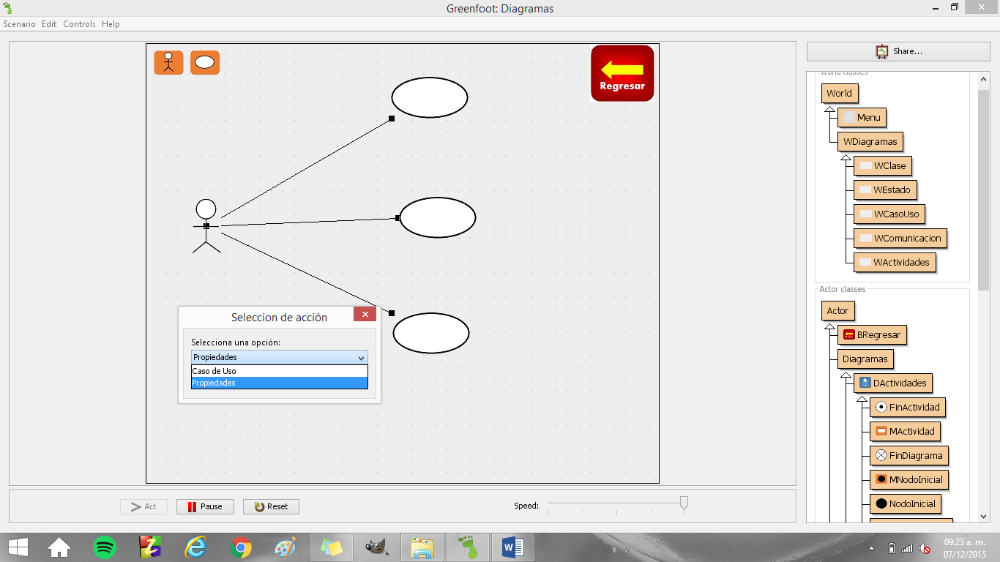 Greenfoot: Diagramas
Scenario Edit Controls Help
Regresar
Seleccion de acción
Selecciona una opción:
Propiedades
Caso de Uso
Propiedades
Act
Pause
Reset
Speed:
Share...
World classes
World
Menu
WDiagramas
WClase
WEstado
WCasoUso
WComunicacion
WActividades
Actor classes
Actor
BRegresar
Diagramas
DActividades
FinActividad
MActividad
FinDiagrama
MNodoInicial
NodoInicial
09:23 a. m.
07/12/2015